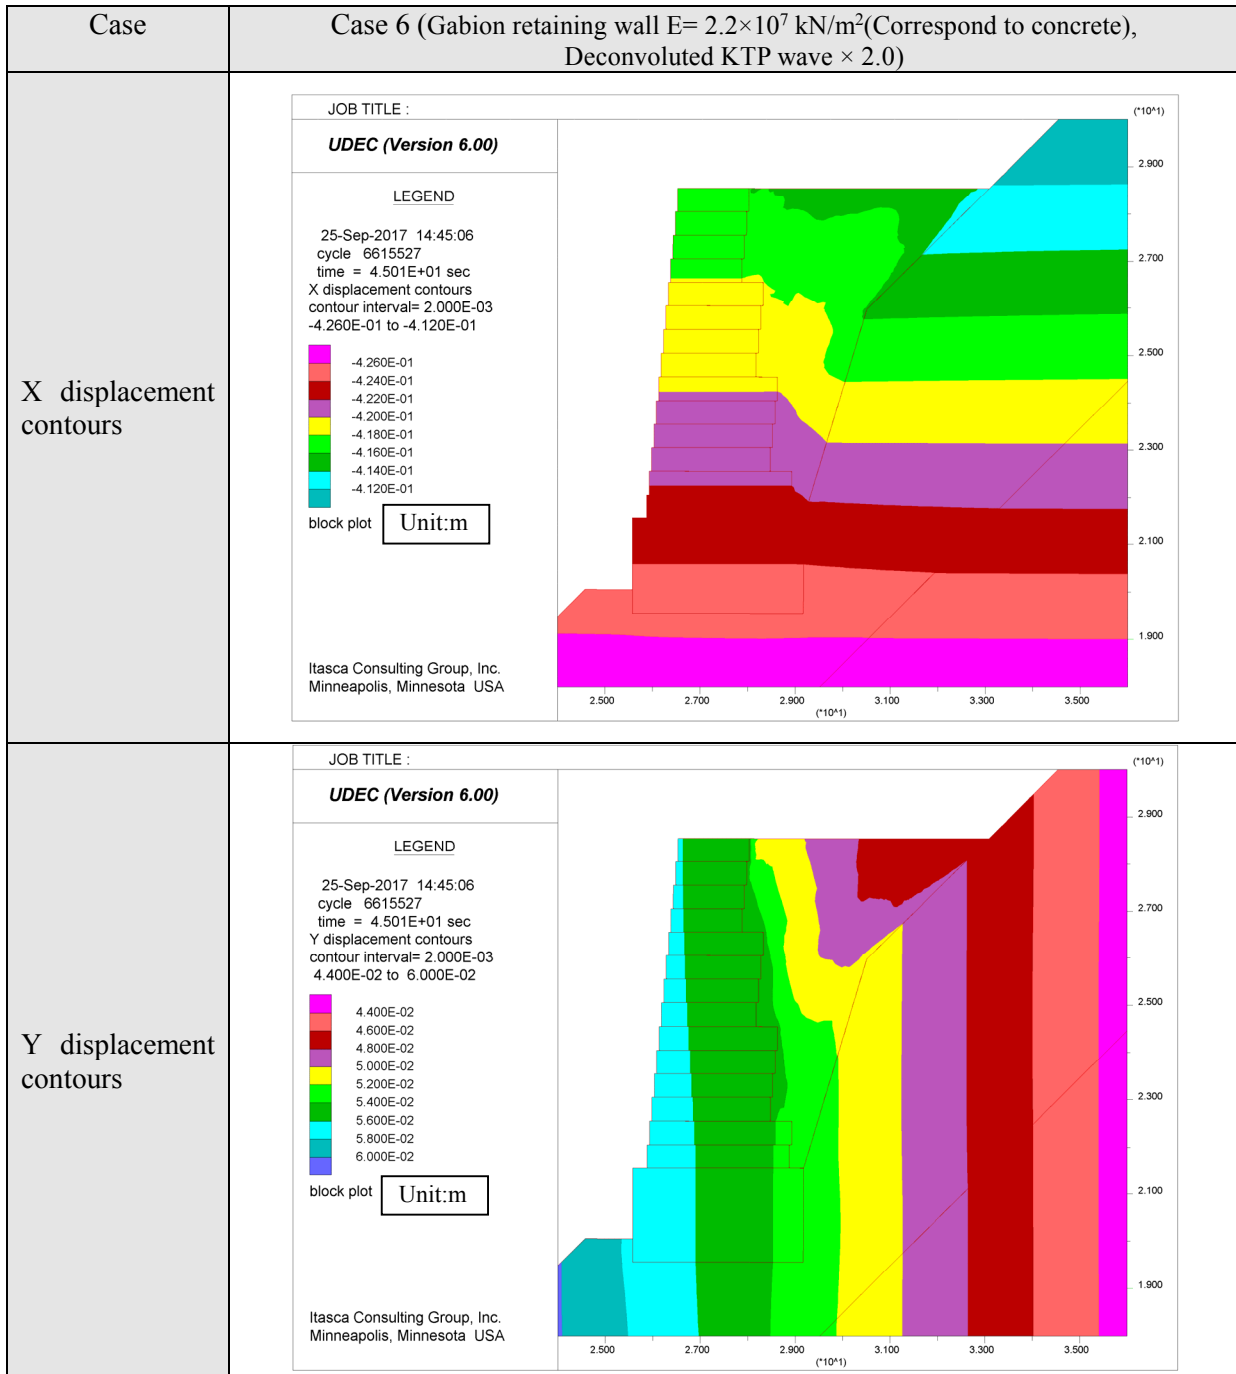 Case
Case 6 (Gabion retaining wall E= 2.2×10⁷ kN/m²(Correspond to concrete),
Deconvoluted KTP wave × 2.0)
X displacement
contours
JOB TITLE :
(*10^1)
UDEC (Version 6.00)
LEGEND
25-Sep-2017 14:45:06
cycle 6615527
time = 4.501E+01 sec
X displacement contours
contour interval= 2.000E-03
-4.260E-01 to -4.120E-01
-4.260E-01
-4.240E-01
-4.220E-01
-4.200E-01
-4.180E-01
-4.160E-01
-4.140E-01
-4.120E-01
block plot
Unit:m
Itasca Consulting Group, Inc.
Minneapolis, Minnesota USA
2.900
2.700
2.500
2.300
2.100
1.900
2.500 2.700 2.900 3.100 3.300 3.500
(*10^1)
Y displacement
contours
JOB TITLE :
(*10^1)
UDEC (Version 6.00)
LEGEND
25-Sep-2017 14:45:06
cycle 6615527
time = 4.501E+01 sec
Y displacement contours
contour interval= 2.000E-03
4.400E-02 to 6.000E-02
4.400E-02
4.600E-02
4.800E-02
5.000E-02
5.200E-02
5.400E-02
5.600E-02
5.800E-02
6.000E-02
block plot
Unit:m
Itasca Consulting Group, Inc.
Minneapolis, Minnesota USA
2.900
2.700
2.500
2.300
2.100
1.900
2.500 2.700 2.900 3.100 3.300 3.500
(*10^1)